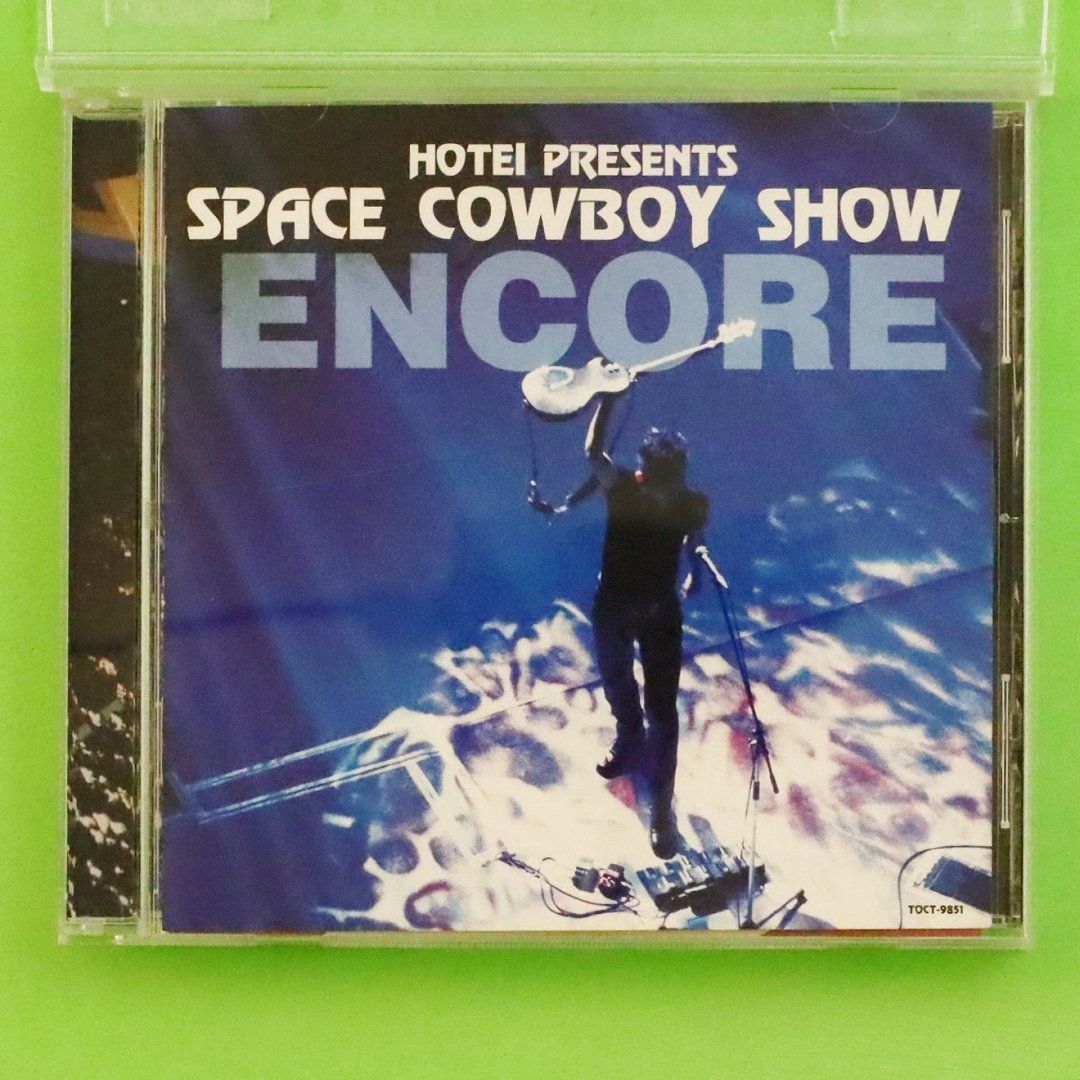 HOTEI PRESENTS
SPACE COWBOY SHOW
ENCORE
TOCT-9851